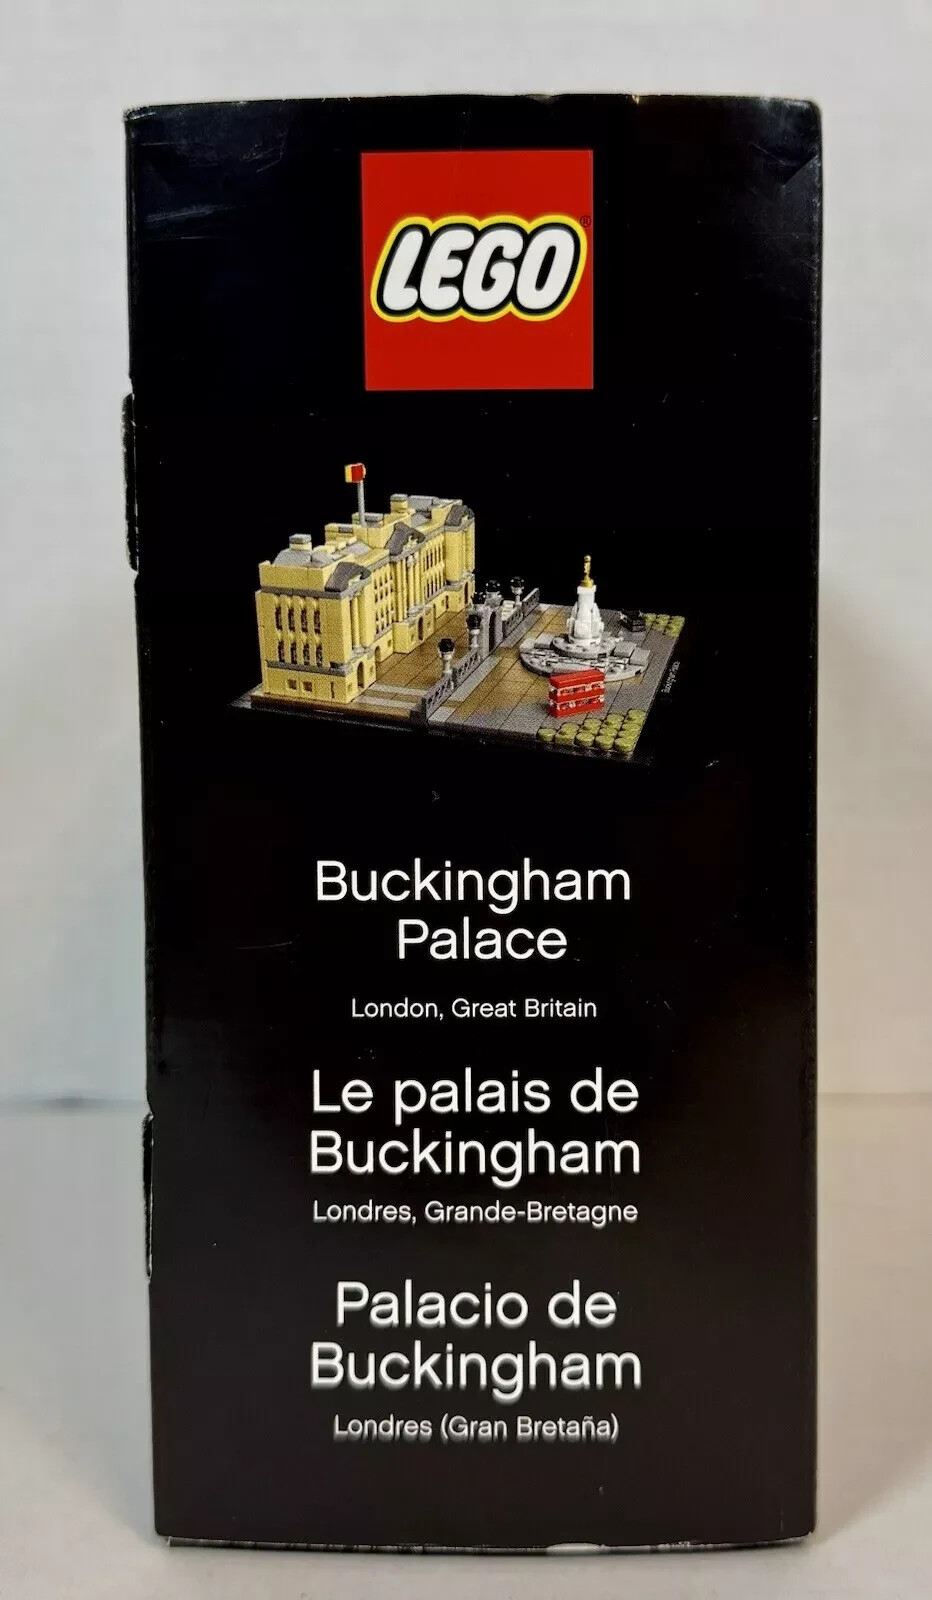 LEGO®
Buckingham
Palace
London, Great Britain
Le palais de
Buckingham
Londres, Grande-Bretagne
Palacio de
Buckingham
Londres (Gran Bretaña)